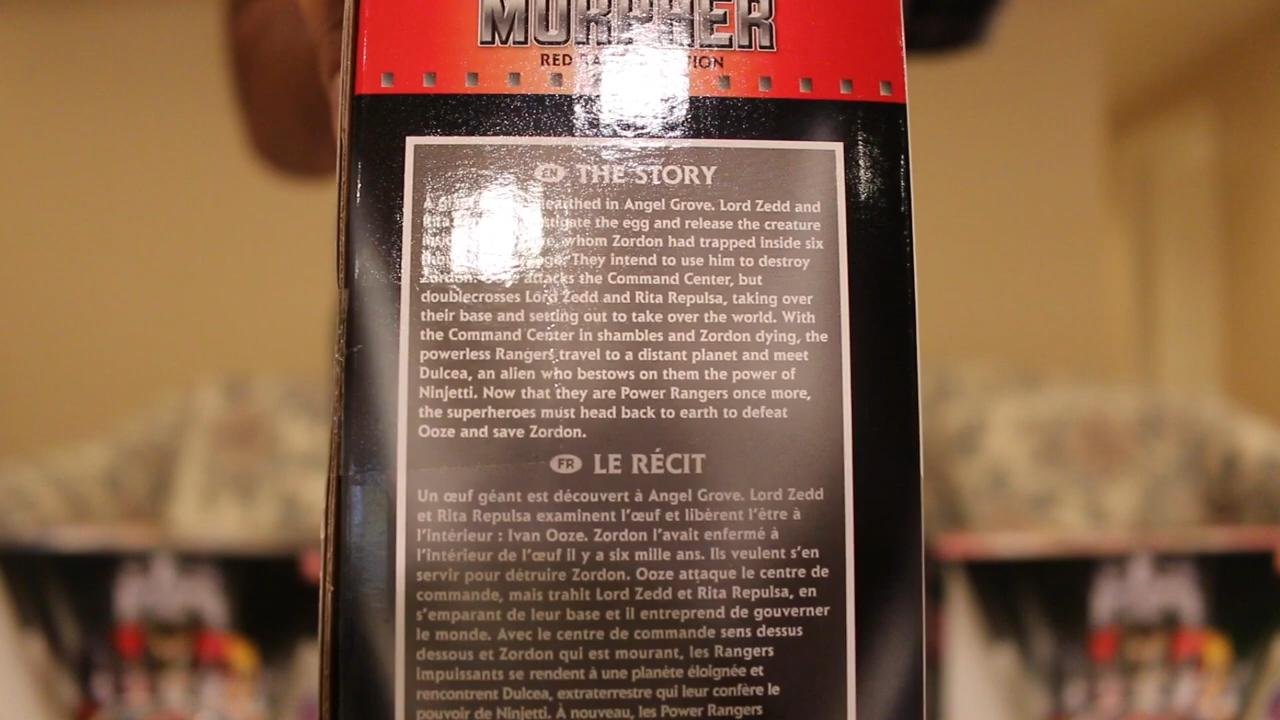 MORPHER
RED
EN THE STORY
in Angel Grove. Lord Zedd and
the egg and release the creature
whom Zordon had trapped inside six
They intend to use him to destroy
Zordon. attacks the Command Center, but
doublecrosses Lord Zedd and Rita Repulsa, taking over
their base and setting out to take over the world. With
the Command Center in shambles and Zordon dying, the
powerless Rangers travel to a distant planet and meet
Dulcea, an alien who bestows on them the power of
Ninjetti. Now that they are Power Rangers once more,
the superheroes must head back to earth to defeat
Ooze and save Zordon.
FR LE RÉCIT
Un œuf géant est découvert à Angel Grove. Lord Zedd
et Rita Repulsa examinent l'œuf et libèrent l'être à
l'intérieur : Ivan Ooze. Zordon l'avait enfermé à
l'intérieur de l'œuf il y a six mille ans. Ils veulent s'en
servir pour détruire Zordon. Ooze attaque le centre de
commande, mais trahit Lord Zedd et Rita Repulsa, en
s'emparant de leur base et il entreprend de gouverner
le monde. Avec le centre de commande sens dessus
dessous et Zordon qui est mourant, les Rangers
impuissants se rendent à une planète éloignée et
rencontrent Dulcea, extraterrestre qui leur confère le
pouvoir de Ninjetti. À nouveau, les Power Rangers